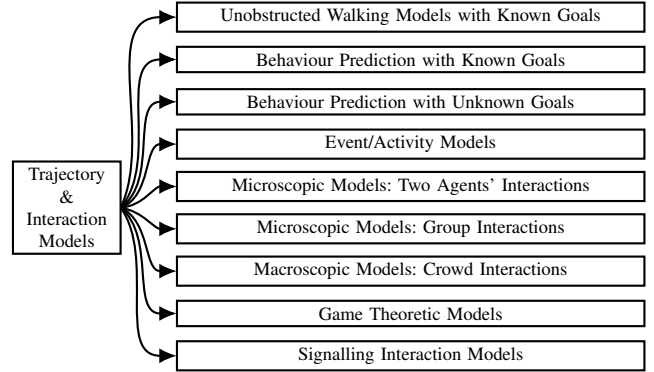 Unobstructed Walking Models with Known Goals
Behaviour Prediction with Known Goals
Behaviour Prediction with Unknown Goals
Event/Activity Models
Trajectory
&
Interaction
Models
Microscopic Models: Two Agents' Interactions
Microscopic Models: Group Interactions
Macroscopic Models: Crowd Interactions
Game Theoretic Models
Signalling Interaction Models